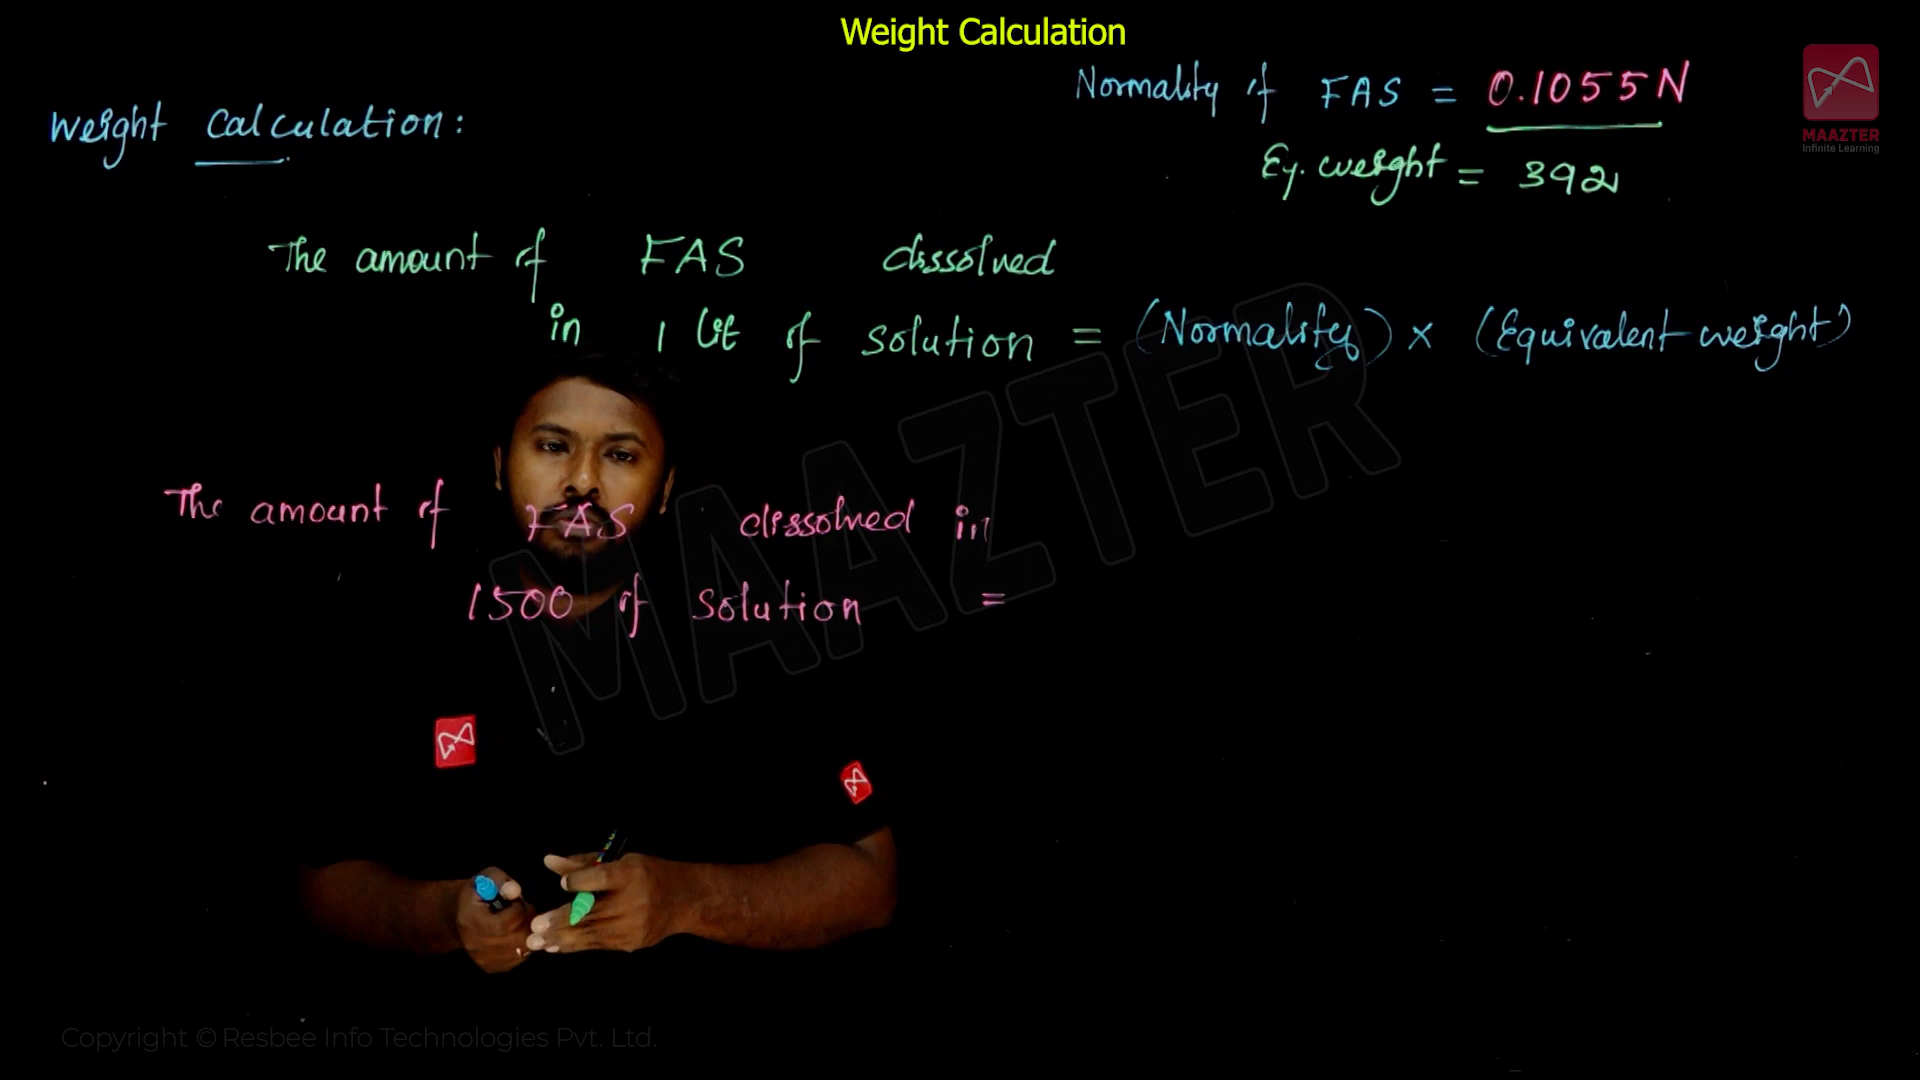 Weight Calculation
Normality of FAS = 0.1055N
MAAZTER
Infinite Learning
Weight Calculation:
Eq. weight = 392
The amount of FAS dissolved
in 1 lit of solution = (Normality) × (Equivalent weight)
The amount of FAS dissolved in
1500 of solution =
MAAZTER
Copyright © Resbee Info Technologies Pvt. Ltd.